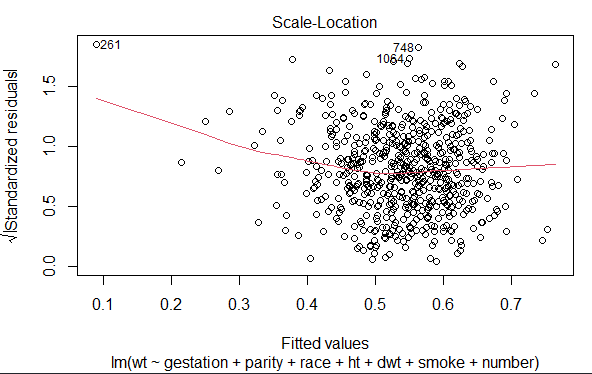 Scale-Location
√|Standardized residuals|
1.5
1.0
0.5
0.0
261
748
1064
0.1 0.2 0.3 0.4 0.5 0.6 0.7
Fitted values
lm(wt ~ gestation + parity + race + ht + dwt + smoke + number)